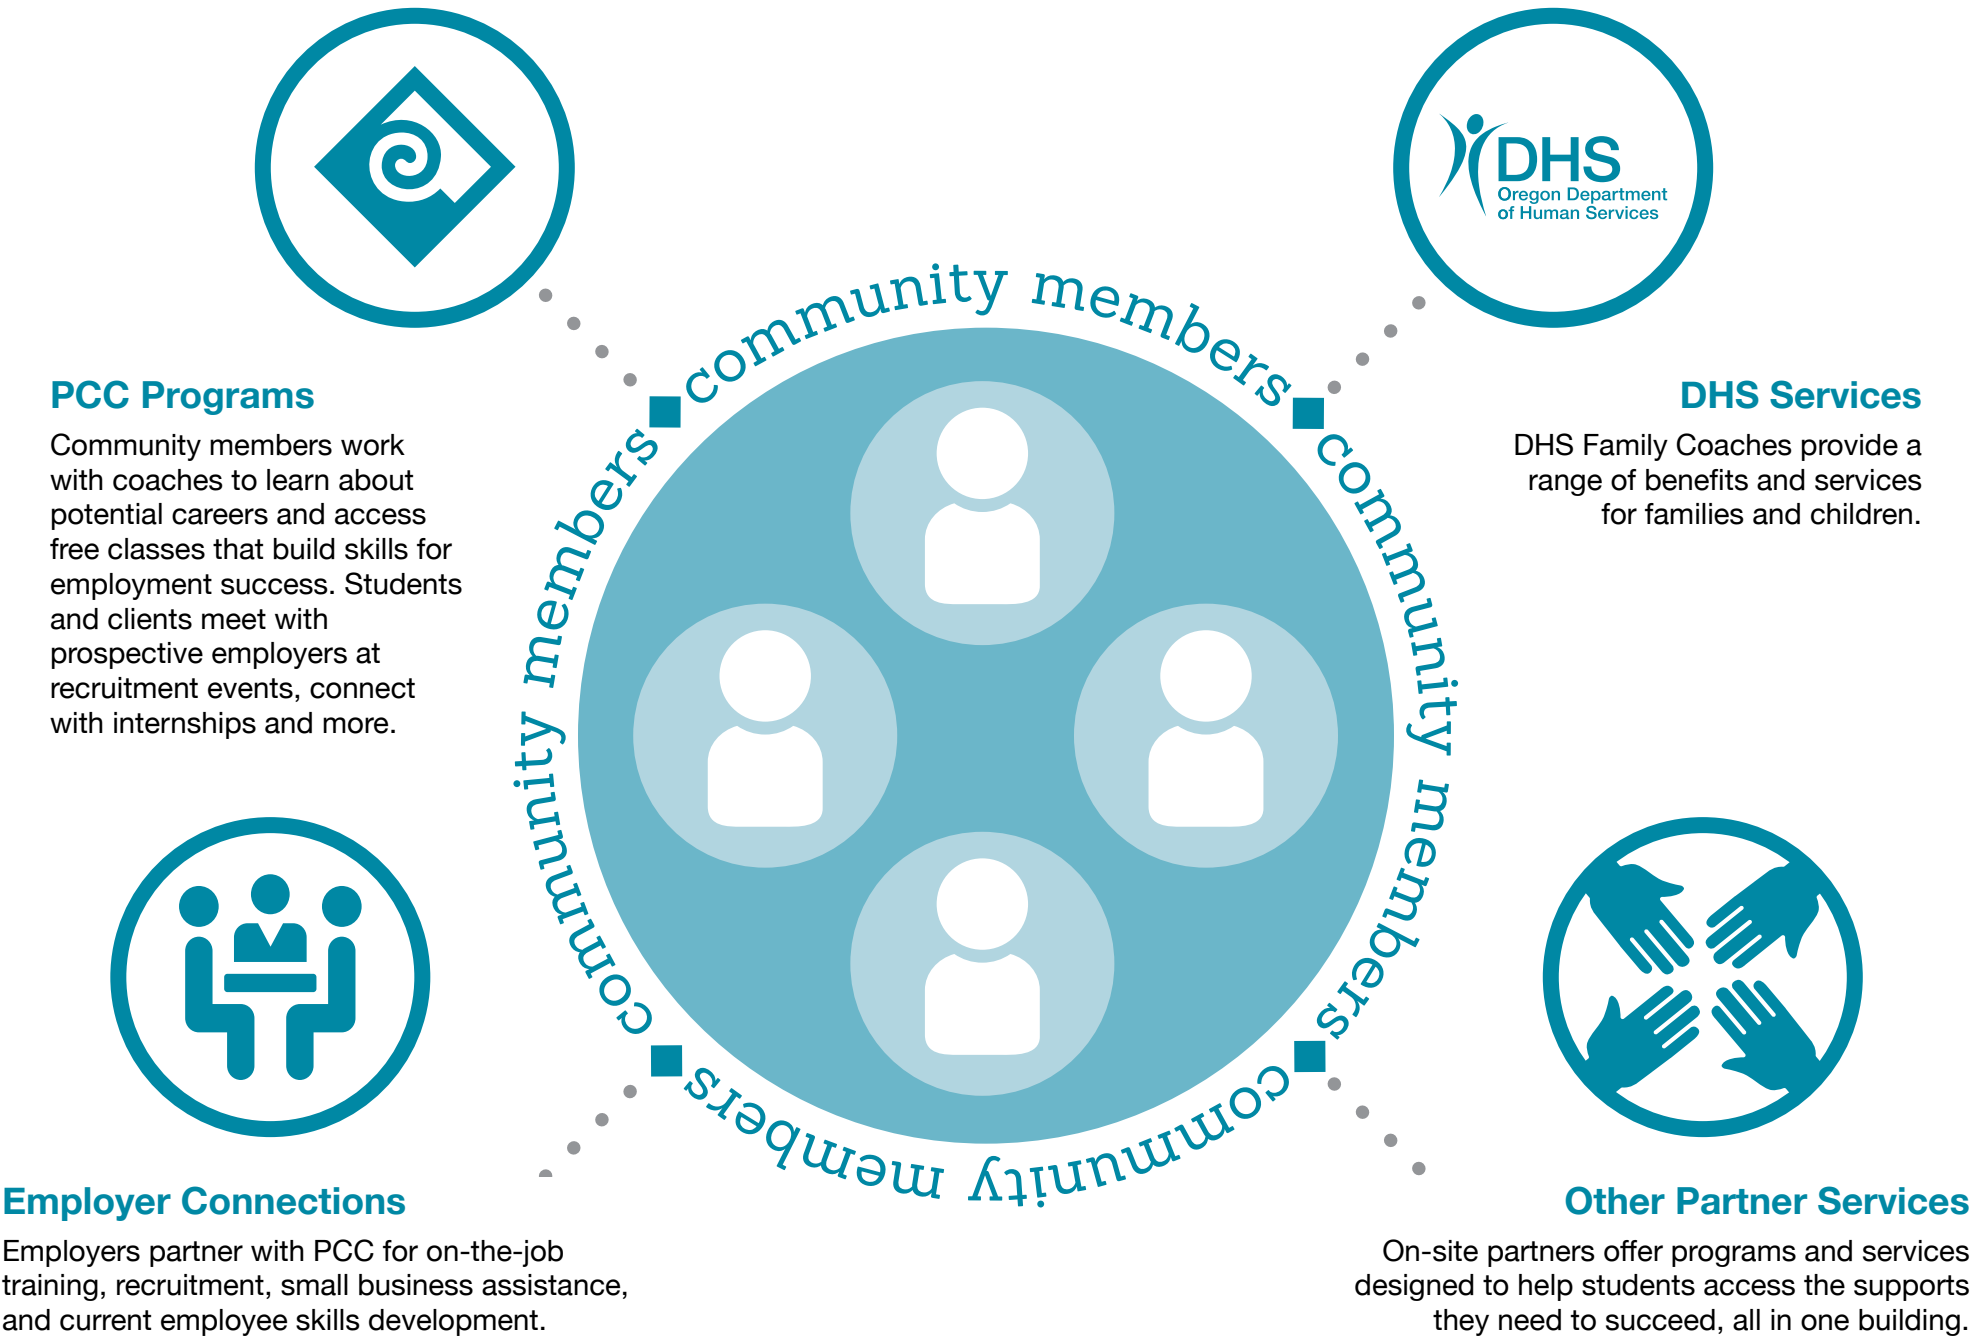 DHS
Oregon Department
of Human Services
community members
community members
community members
community members
PCC Programs
Community members work
with coaches to learn about
potential careers and access
free classes that build skills for
employment success. Students
and clients meet with
prospective employers at
recruitment events, connect
with internships and more.
DHS Services
DHS Family Coaches provide a
range of benefits and services
for families and children.
Employer Connections
Employers partner with PCC for on-the-job
training, recruitment, small business assistance,
and current employee skills development.
Other Partner Services
On-site partners offer programs and services
designed to help students access the supports
they need to succeed, all in one building.